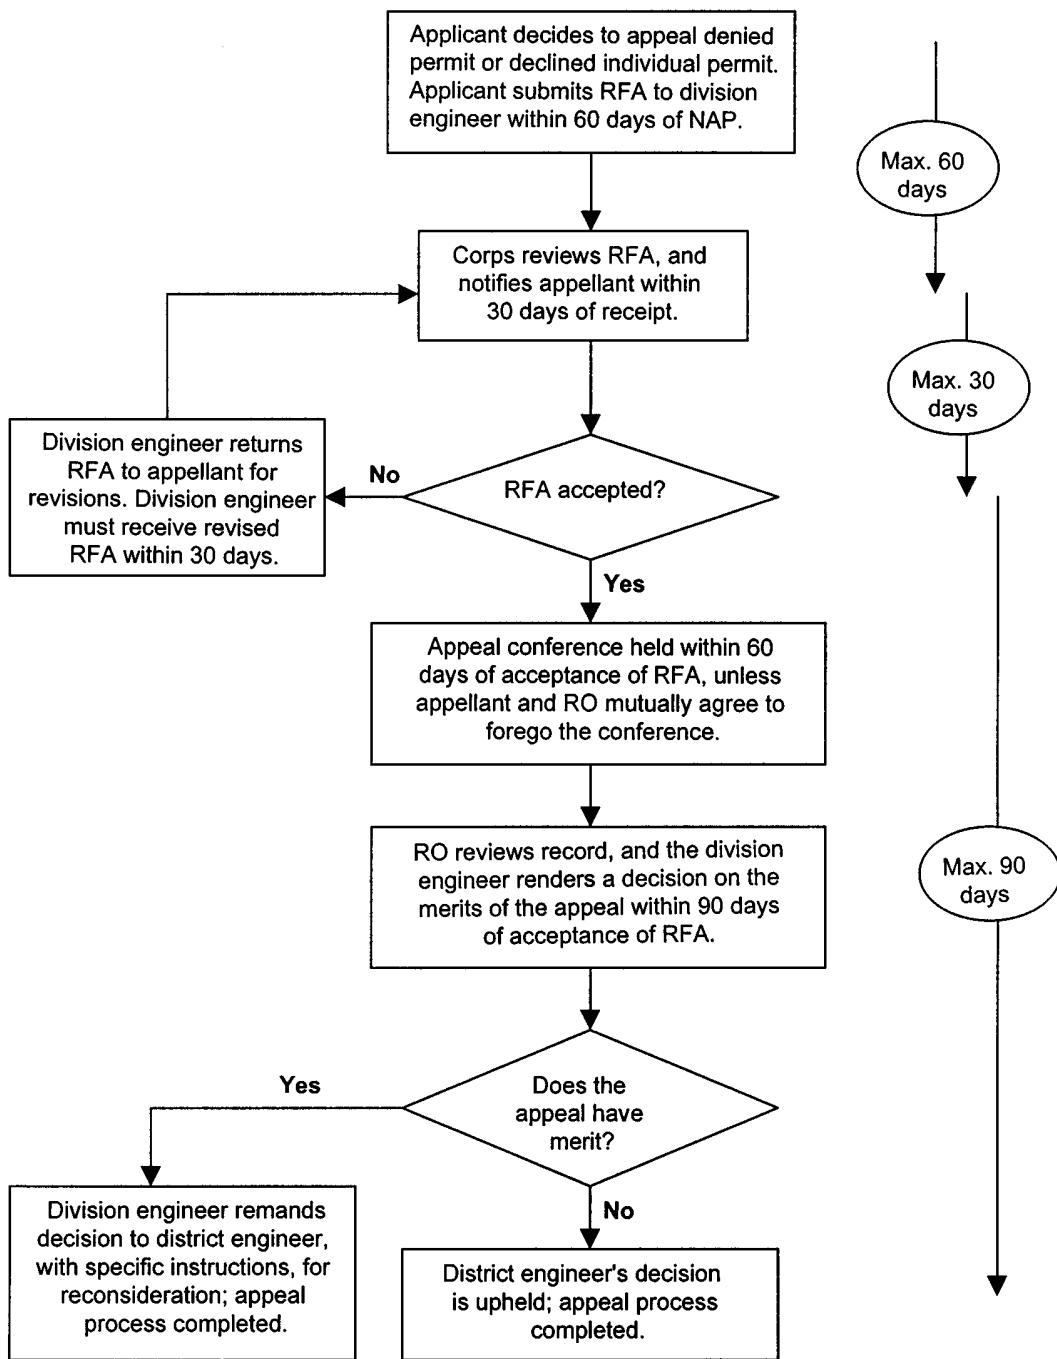 Applicant decides to appeal denied
permit or declined individual permit.
Applicant submits RFA to division
engineer within 60 days of NAP.
Max. 60
days
Corps reviews RFA, and
notifies appellant within
30 days of receipt.
Max. 30
days
Division engineer returns
RFA to appellant for
revisions. Division engineer
must receive revised
RFA within 30 days.
No
RFA accepted?
Yes
Appeal conference held within 60
days of acceptance of RFA, unless
appellant and RO mutually agree to
forego the conference.
RO reviews record, and the division
engineer renders a decision on the
merits of the appeal within 90 days
of acceptance of RFA.
Max. 90
days
Yes
Does the
appeal have
merit?
No
Division engineer remands
decision to district engineer,
with specific instructions, for
reconsideration; appeal
process completed.
District engineer's decision
is upheld; appeal process
completed.